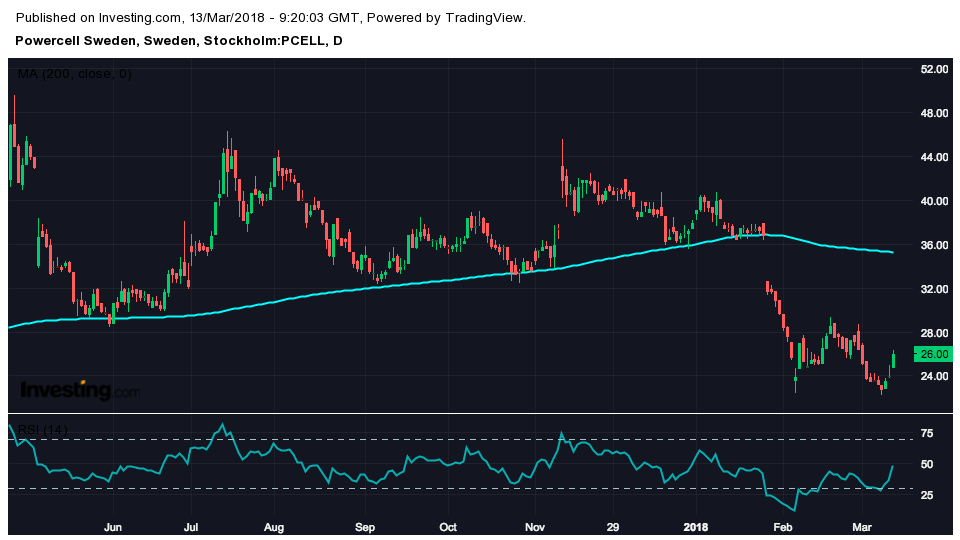 Published on Investing.com, 13/Mar/2018 - 9:20:03 GMT, Powered by TradingView.
Powercell Sweden, Sweden, Stockholm:PCELL, D
MA (200, close, 0)
52.00
48.00
44.00
40.00
36.00
32.00
28.00
26.00
24.00
Investing.com
RSI (14)
75
50
25
Jun Jul Aug Sep Oct Nov 29 2018 Feb Mar